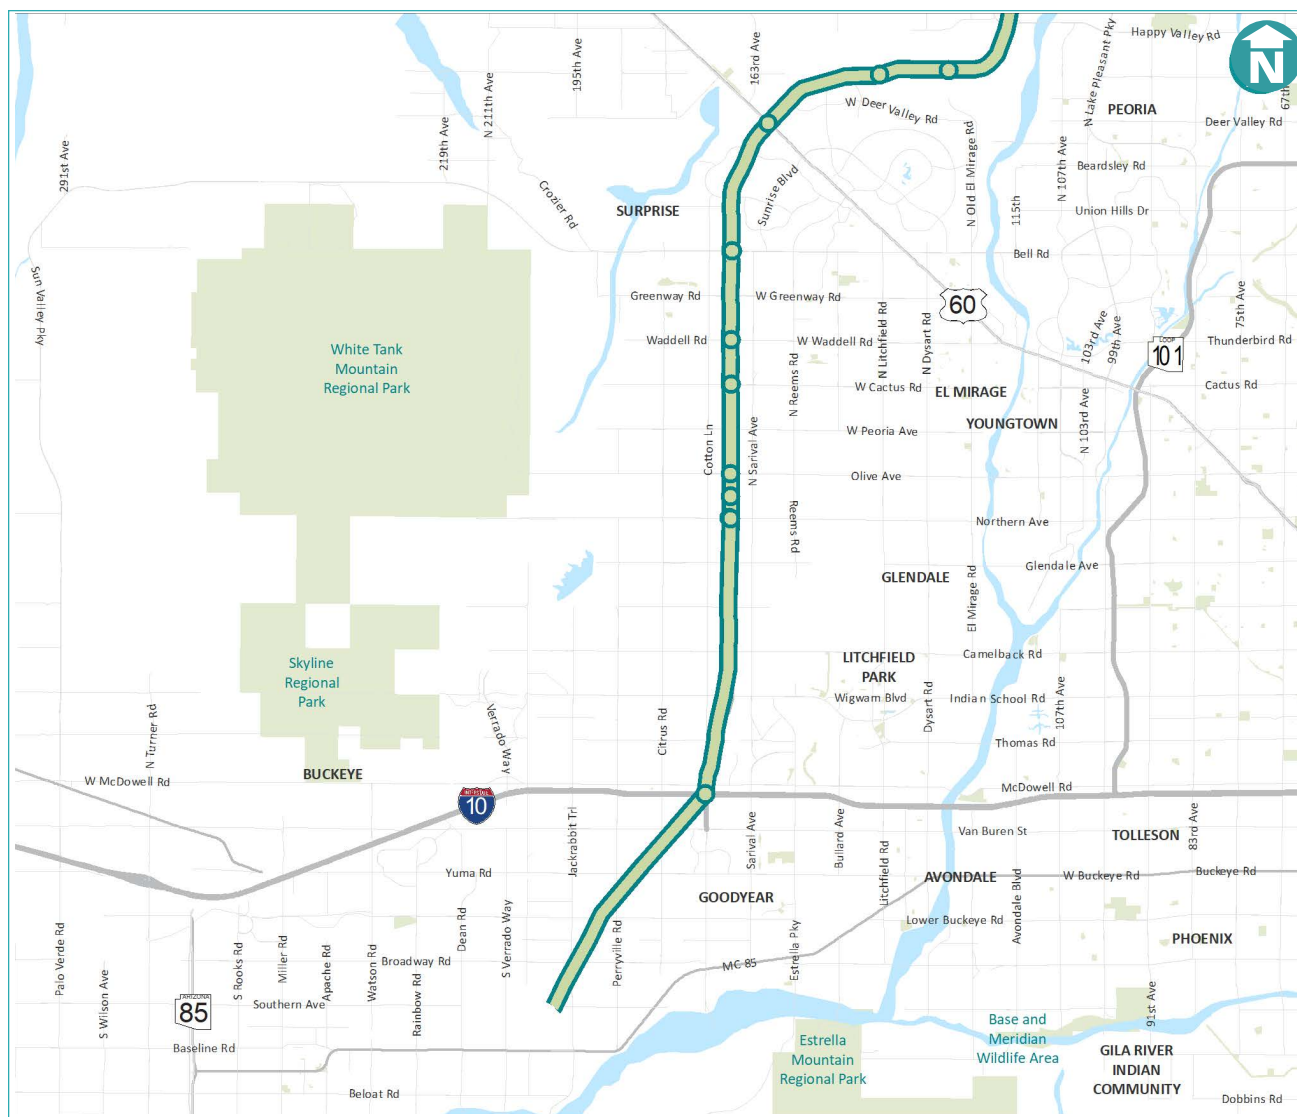 Happy Valley Rd
N
195th Ave
163rd Ave
N Lake Pleasant Pky
67th
N 211th Ave
219th Ave
291st Ave
W Deer Valley Rd
PEORIA
Deer Valley Rd
N Old El Mirage Rd
N 107th Ave
Beardsley Rd
Crozier Rd
SURPRISE
Sunrise Blvd
115th
Union Hills Dr
Bell Rd
Sun Valley Pky
Greenway Rd
W Greenway Rd
60
75th Ave
Waddell Rd
W Waddell Rd
N Litchfield Rd
N Dysart Rd
103rd Ave
99th Ave
LOOP
101
Thunderbird Rd
White Tank
Mountain
Regional Park
N Reems Rd
W Cactus Rd
EL MIRAGE
Cactus Rd
Cotton Ln
N Sarival Ave
W Peoria Ave
YOUNGTOWN
N 103rd Ave
Olive Ave
Reems Rd
Northern Ave
GLENDALE
El Mirage Rd
Glendale Ave
Skyline
Regional
Park
LITCHFIELD
PARK
Camelback Rd
Wigwam Blvd
Dysart Rd
Indian School Rd
107th Ave
N Turner Rd
Verrado Way
Citrus Rd
Thomas Rd
W McDowell Rd
BUCKEYE
INTERSTATE
10
McDowell Rd
Jackrabbit Trl
Sarival Ave
Bullard Ave
Litchfield Rd
Van Buren St
TOLLESON
83rd Ave
Yuma Rd
GOODYEAR
AVONDALE
Avondale Blvd
W Buckeye Rd
Buckeye Rd
Palo Verde Rd
S Wilson Ave
S Rooks Rd
Miller Rd
Apache Rd
Watson Rd
Rainbow Rd
Dean Rd
S Verrado Way
Perryville Rd
Estrella Pky
Lower Buckeye Rd
PHOENIX
Broadway Rd
MC 85
ARIZONA
85
Southern Ave
91st Ave
Baseline Rd
Estrella
Mountain
Regional Park
Base and
Meridian
Wildlife Area
GILA RIVER
INDIAN
COMMUNITY
Beloat Rd
Dobbins Rd